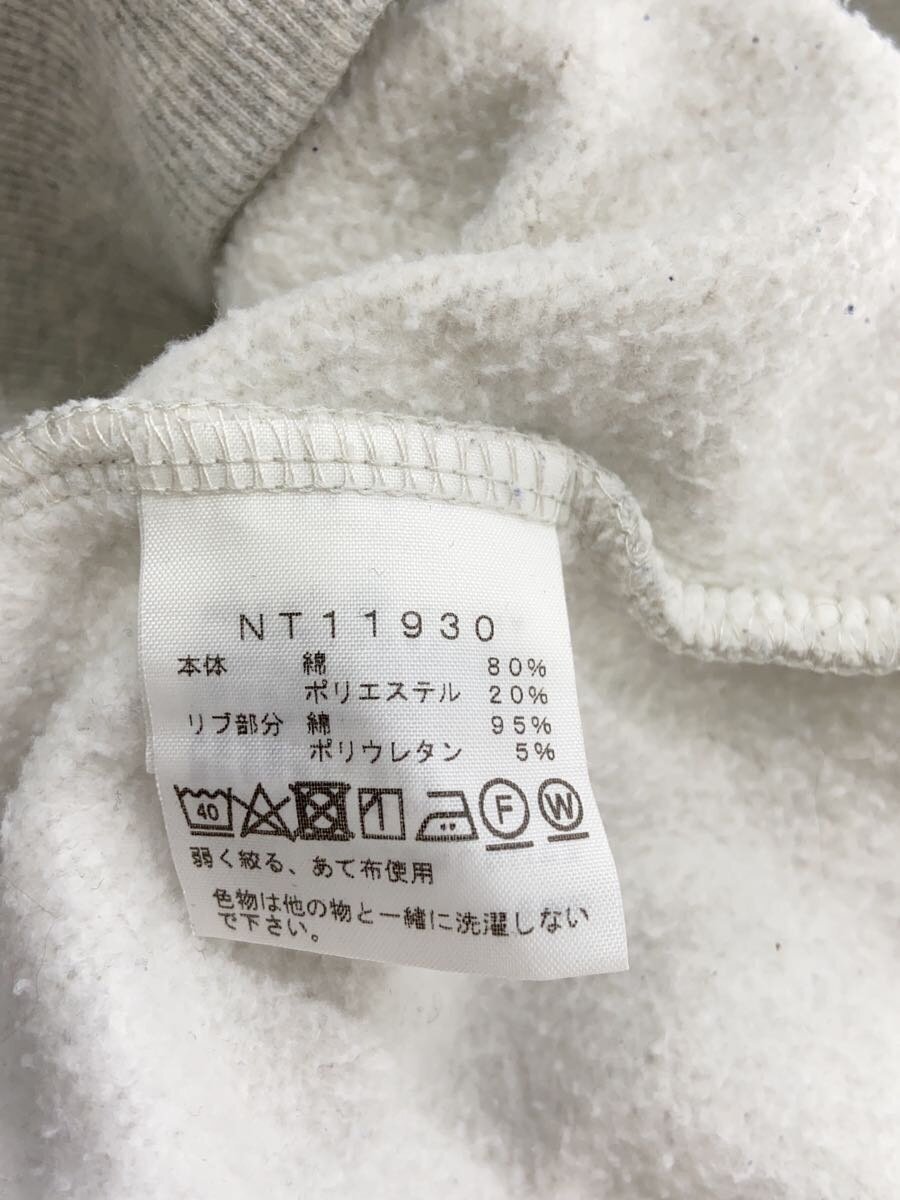 NT11930
本体 綿 80%
ポリエステル 20%
リブ部分 綿 95%
ポリウレタン 5%
40 F W
弱く絞る、あて布使用
色物は他の物と一緒に洗濯しない
で下さい。